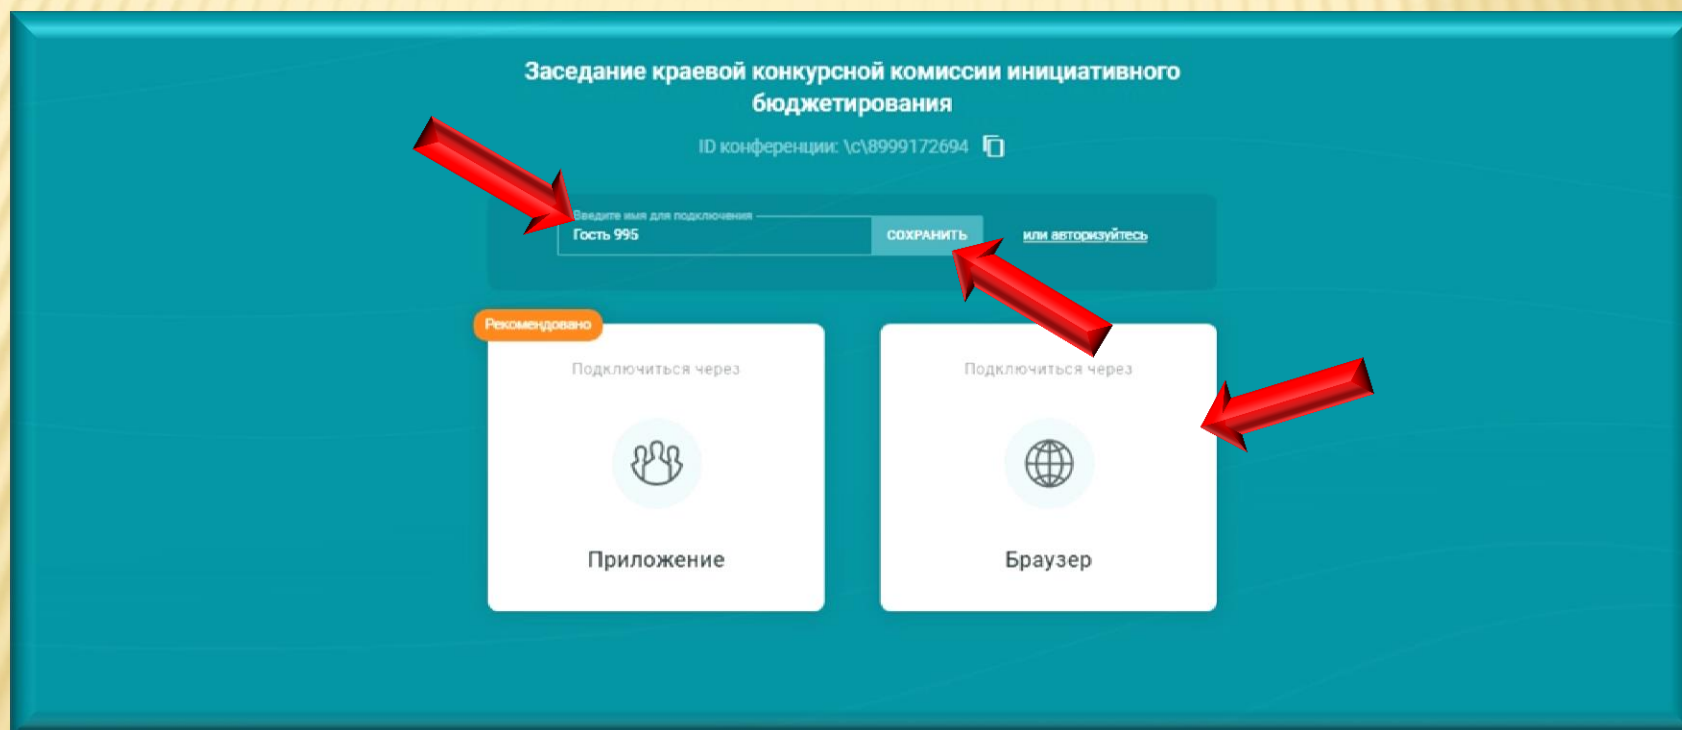 Заседание краевой конкурсной комиссии инициативного
бюджетирования
ID конференции: \c\8999172694
Введите имя для подключения
Гость 995
СОХРАНИТЬ
или авторизуйтесь
Рекомендовано
Подключиться через
Приложение
Подключиться через
Браузер